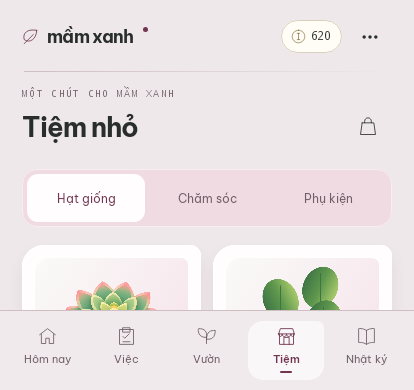 mầm xanh
620
MỘT CHÚT CHO MẦM XANH
Tiệm nhỏ
Hạt giống
Chăm sóc
Phụ kiện
Hôm nay
Việc
Vườn
Tiệm
Nhật ký